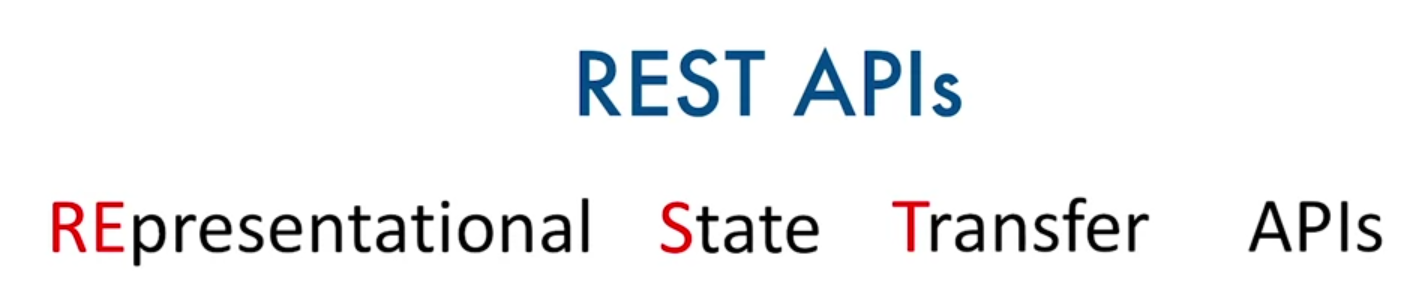 REST APIs
REpresentational State Transfer APIs